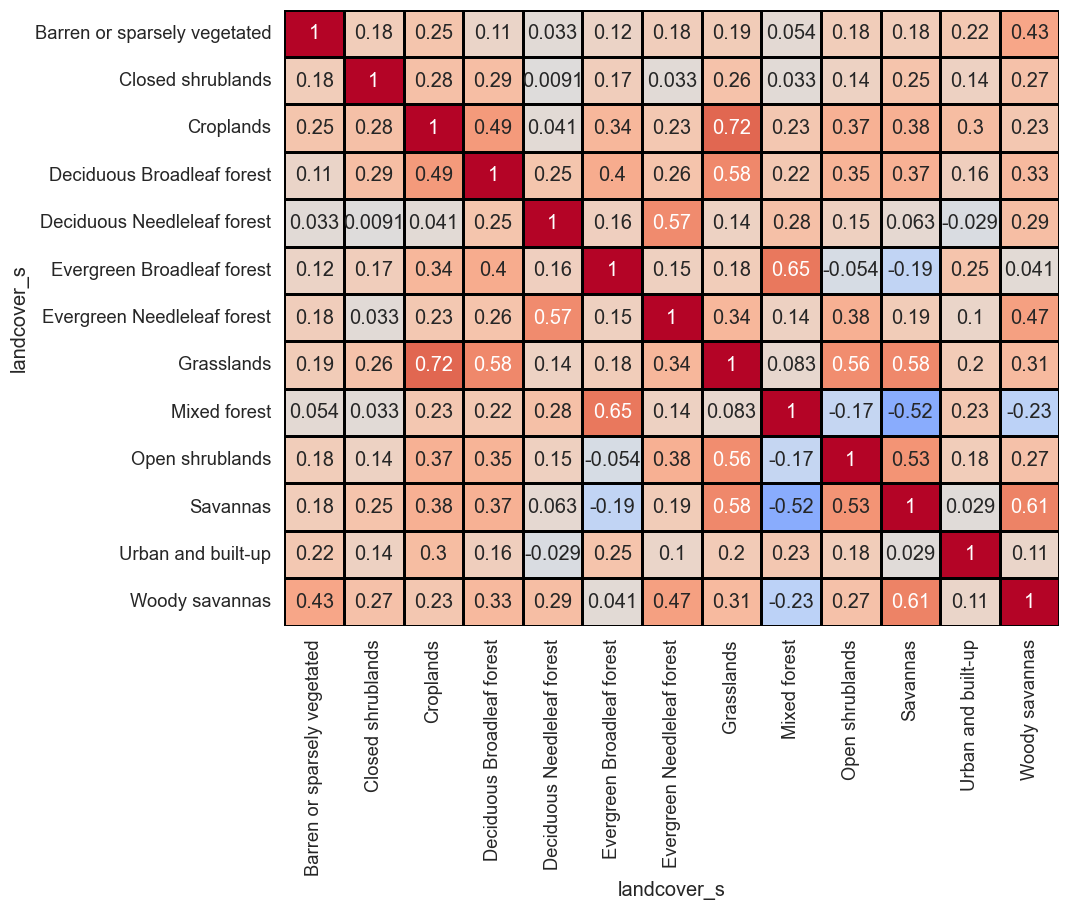 Barren or sparsely vegetated 1 0.18 0.25 0.11 0.033 0.12 0.18 0.19 0.054 0.18 0.18 0.22 0.43
Closed shrublands 0.18 1 0.28 0.29 0.0091 0.17 0.033 0.26 0.033 0.14 0.25 0.14 0.27
Croplands 0.25 0.28 1 0.49 0.041 0.34 0.23 0.72 0.23 0.37 0.38 0.3 0.23
Deciduous Broadleaf forest 0.11 0.29 0.49 1 0.25 0.4 0.26 0.58 0.22 0.35 0.37 0.16 0.33
Deciduous Needleleaf forest 0.033 0.0091 0.041 0.25 1 0.16 0.57 0.14 0.28 0.15 0.063 -0.029 0.29
Evergreen Broadleaf forest 0.12 0.17 0.34 0.4 0.16 1 0.15 0.18 0.65 -0.054 -0.19 0.25 0.041
Evergreen Needleleaf forest 0.18 0.033 0.23 0.26 0.57 0.15 1 0.34 0.14 0.38 0.19 0.1 0.47
Grasslands 0.19 0.26 0.72 0.58 0.14 0.18 0.34 1 0.083 0.56 0.58 0.2 0.31
Mixed forest 0.054 0.033 0.23 0.22 0.28 0.65 0.14 0.083 1 -0.17 -0.52 0.23 -0.23
Open shrublands 0.18 0.14 0.37 0.35 0.15 -0.054 0.38 0.56 -0.17 1 0.53 0.18 0.27
Savannas 0.18 0.25 0.38 0.37 0.063 -0.19 0.19 0.58 -0.52 0.53 1 0.029 0.61
Urban and built-up 0.22 0.14 0.3 0.16 -0.029 0.25 0.1 0.2 0.23 0.18 0.029 1 0.11
Woody savannas 0.43 0.27 0.23 0.33 0.29 0.041 0.47 0.31 -0.23 0.27 0.61 0.11 1
landcover_s
Barren or sparsely vegetated
Closed shrublands
Croplands
Deciduous Broadleaf forest
Deciduous Needleleaf forest
Evergreen Broadleaf forest
Evergreen Needleleaf forest
Grasslands
Mixed forest
Open shrublands
Savannas
Urban and built-up
Woody savannas
landcover_s